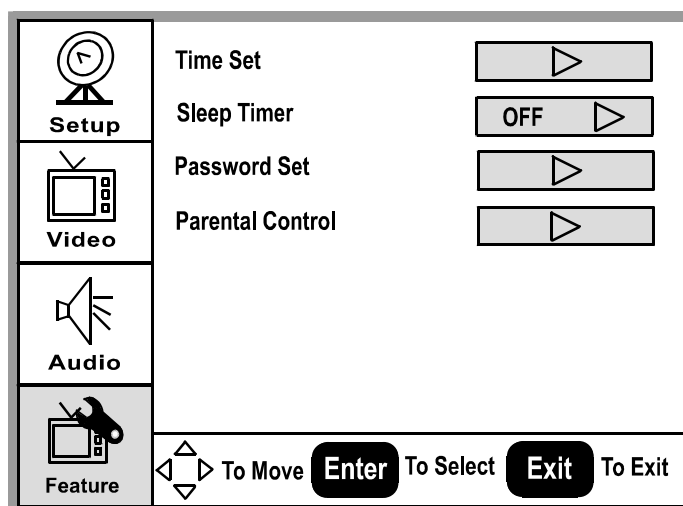 Setup
Video
Audio
Feature
Time Set
Sleep Timer OFF
Password Set
Parental Control
To Move Enter To Select Exit To Exit